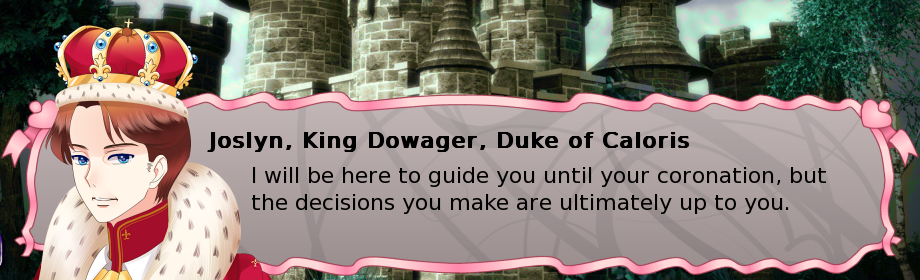 Joslyn, King Dowager, Duke of Caloris
I will be here to guide you until your coronation, but
the decisions you make are ultimately up to you.